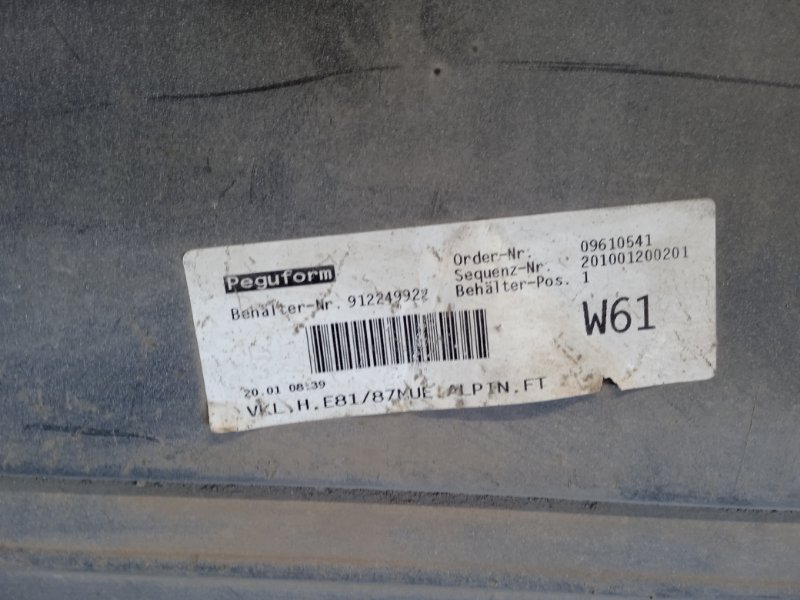 Peguform
Order-Nr. 09610541
Sequenz-Nr. 201001200201
Behälter-Nr. 912249922
Behälter-Pos. 1
W61
20.01 08:39
VKL.H.E81/87MUE.ALPIN.FT